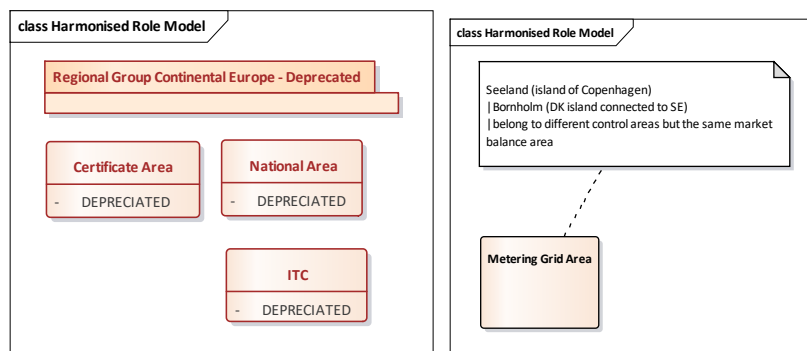 class Harmonised Role Model
Regional Group Continental Europe - Deprecated
Certificate Area
- DEPRECIATED
National Area
- DEPRECIATED
ITC
- DEPRECIATED
class Harmonised Role Model
Seeland (island of Copenhagen)
|Bornholm (DK island connected to SE)
|belong to different control areas but the same market
balance area
Metering Grid Area